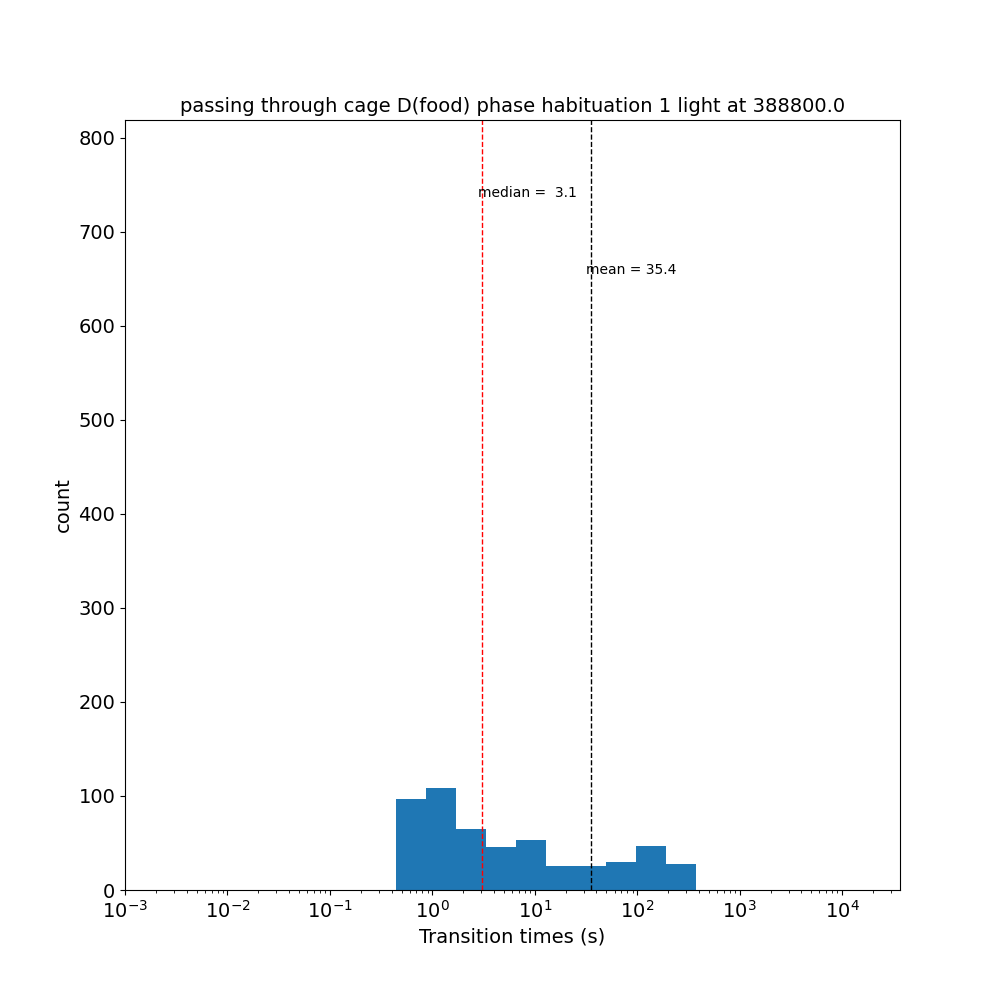 passing through cage D(food) phase habituation 1 light at 388800.0
800
700
600
500
400
300
200
100
0
count
median =  3.1
mean = 35.4
10⁻³ 10⁻² 10⁻¹ 10⁰ 10¹ 10² 10³ 10⁴
Transition times (s)